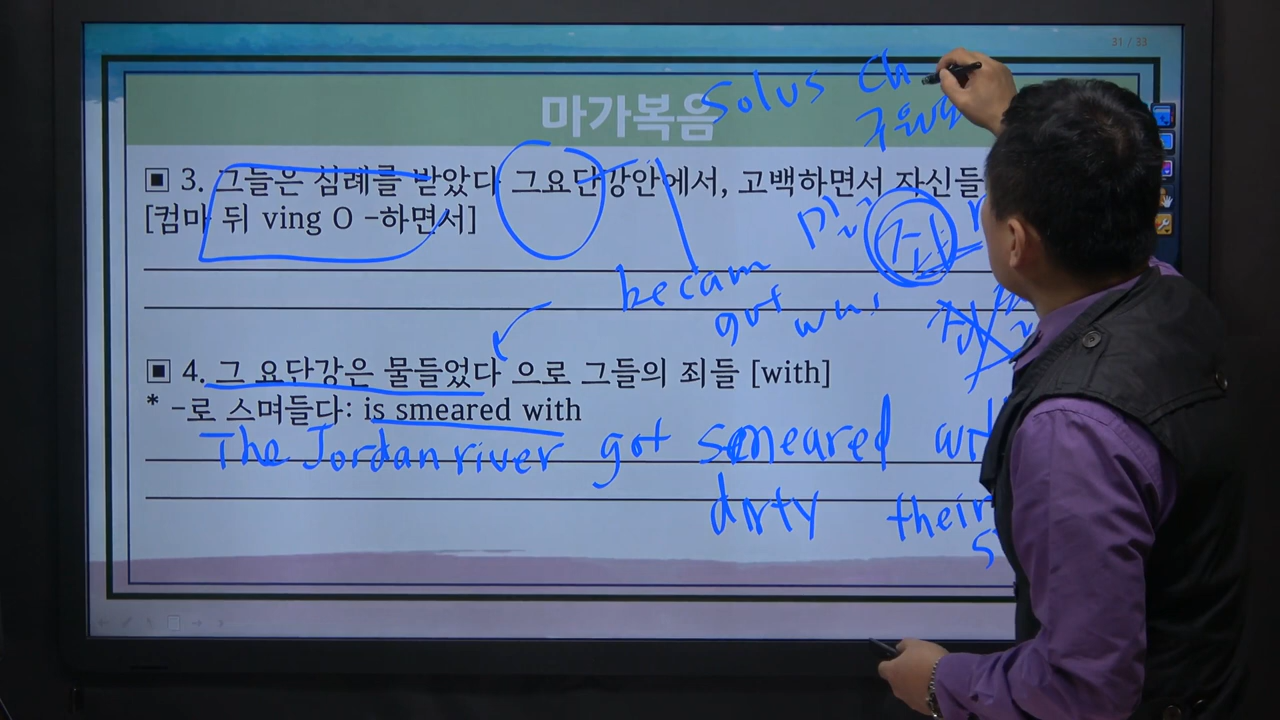 31 / 33
마가복음
Solus Ch
▣ 3. 그들은 침례를 받았다 그요단강안에서, 고백하면서 자신들
[컴마 뒤 ving O -하면서]
becam
got
▣ 4. 그 요단강은 물들었다 으로 그들의 죄들 [with]
* -로 스며들다: is smeared with
The Jordan river got smeared
dirty their